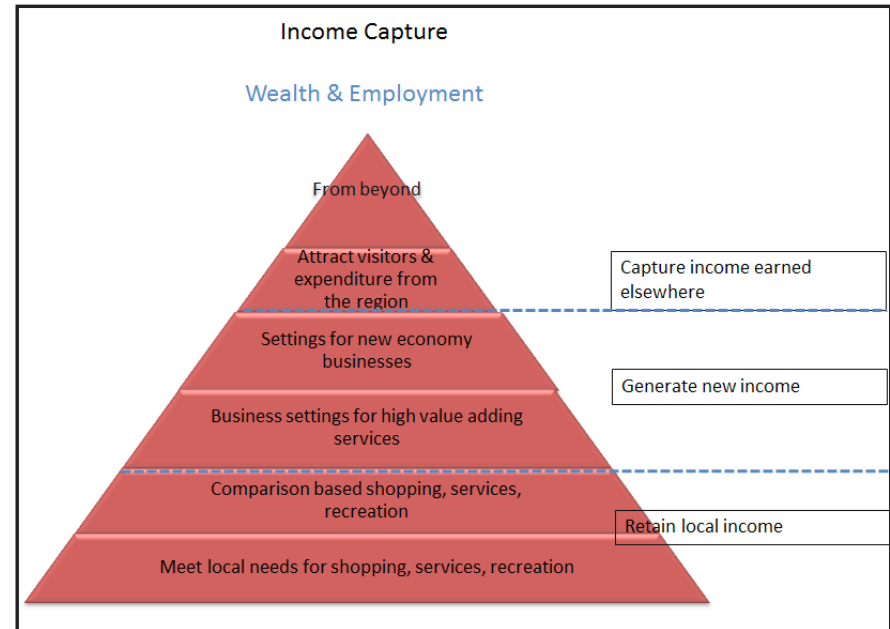 Income Capture
Wealth & Employment
From beyond
Attract visitors &
expenditure from
the region
Capture income earned
elsewhere
Settings for new economy
businesses
Generate new income
Business settings for high value adding
services
Comparison based shopping, services,
recreation
Retain local income
Meet local needs for shopping, services, recreation